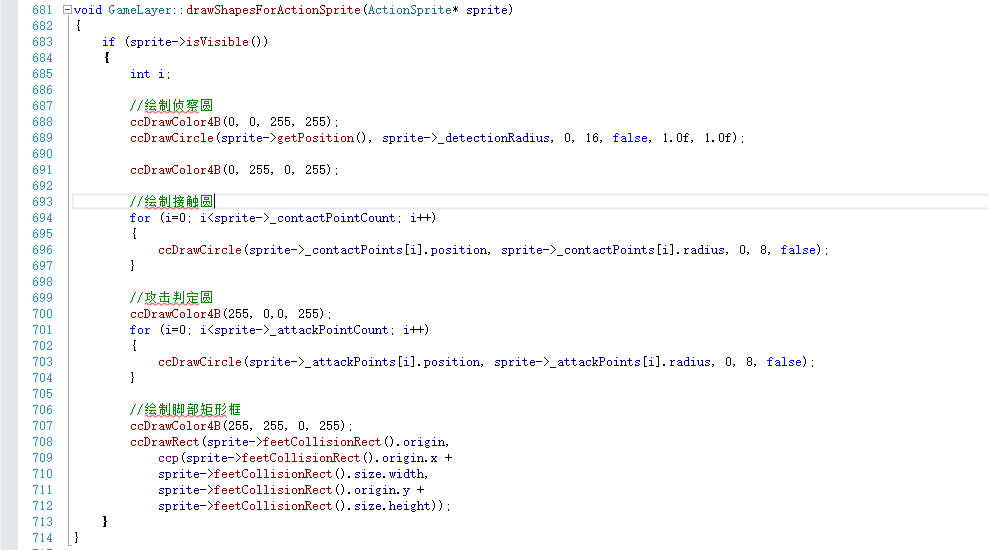 681 void GameLayer::drawShapesForActionSprite(ActionSprite* sprite)
682 {
683 if (sprite->isVisible())
684 {
685 int i;
686
687 //绘制侦察圆
688 ccDrawColor4B(0, 0, 255, 255);
689 ccDrawCircle(sprite->getPosition(), sprite->_detectionRadius, 0, 16, false, 1.0f, 1.0f);
690
691 ccDrawColor4B(0, 255, 0, 255);
692
693 //绘制接触圆
694 for (i=0; i<sprite->_contactPointCount; i++)
695 {
696 ccDrawCircle(sprite->_contactPoints[i].position, sprite->_contactPoints[i].radius, 0, 8, false);
697 }
698
699 //攻击判定圆
700 ccDrawColor4B(255, 0,0, 255);
701 for (i=0; i<sprite->_attackPointCount; i++)
702 {
703 ccDrawCircle(sprite->_attackPoints[i].position, sprite->_attackPoints[i].radius, 0, 8, false);
704 }
705
706 //绘制脚部矩形框
707 ccDrawColor4B(255, 255, 0, 255);
708 ccDrawRect(sprite->feetCollisionRect().origin,
709 ccp(sprite->feetCollisionRect().origin.x +
710 sprite->feetCollisionRect().size.width,
711 sprite->feetCollisionRect().origin.y +
712 sprite->feetCollisionRect().size.height));
713 }
714 }